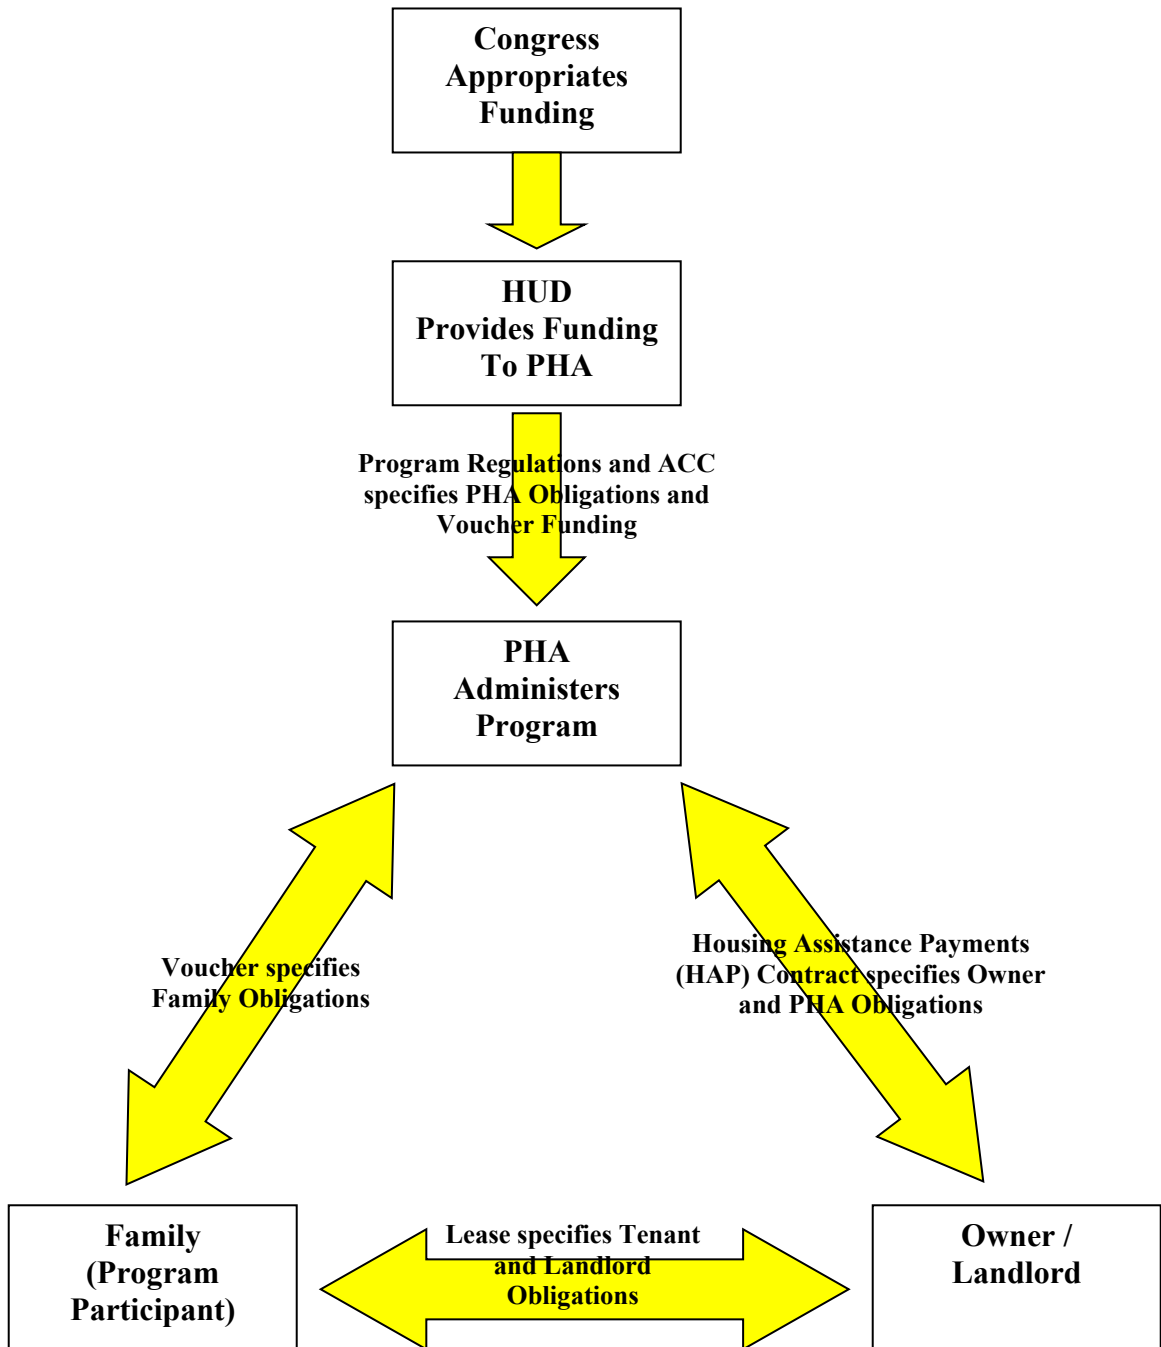 Congress
Appropriates
Funding
HUD
Provides Funding
To PHA
Program Regulations and ACC
specifies PHA Obligations and
Voucher Funding
PHA
Administers
Program
Voucher specifies
Family Obligations
Housing Assistance Payments
(HAP) Contract specifies Owner
and PHA Obligations
Family
(Program
Participant)
Lease specifies Tenant
and Landlord
Obligations
Owner /
Landlord